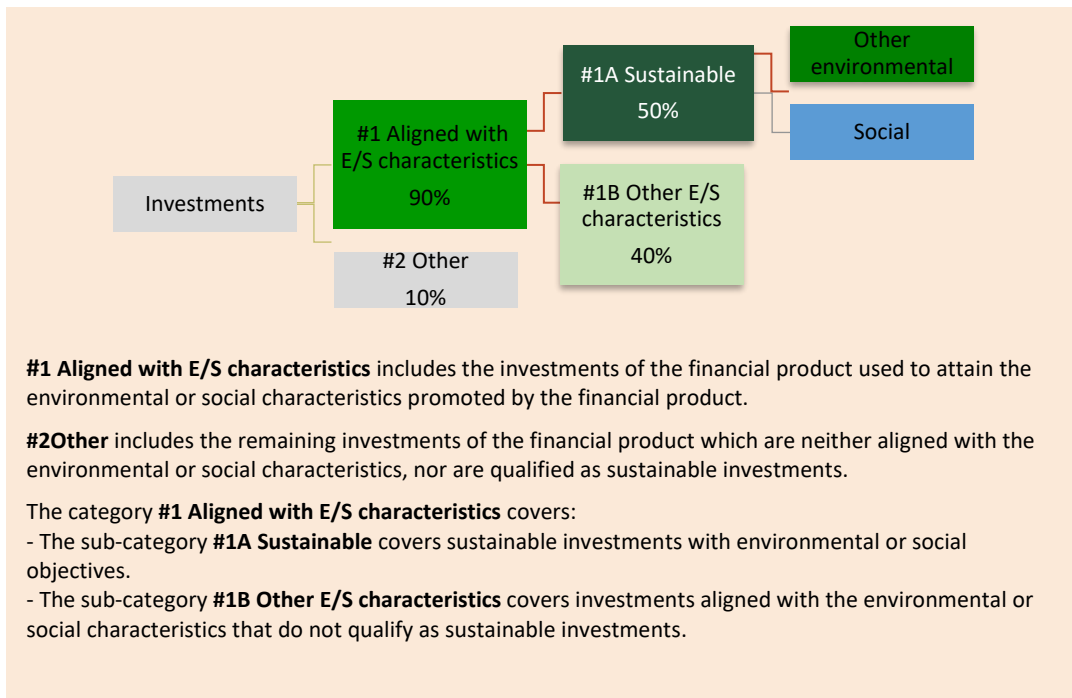 Other
environmental
#1A Sustainable
50%
Social
#1 Aligned with
E/S characteristics
90%
#1B Other E/S
characteristics
40%
Investments
#2 Other
10%
#1 Aligned with E/S characteristics includes the investments of the financial product used to attain the
environmental or social characteristics promoted by the financial product.
#2Other includes the remaining investments of the financial product which are neither aligned with the
environmental or social characteristics, nor are qualified as sustainable investments.
The category #1 Aligned with E/S characteristics covers:
- The sub-category #1A Sustainable covers sustainable investments with environmental or social
objectives.
- The sub-category #1B Other E/S characteristics covers investments aligned with the environmental or
social characteristics that do not qualify as sustainable investments.